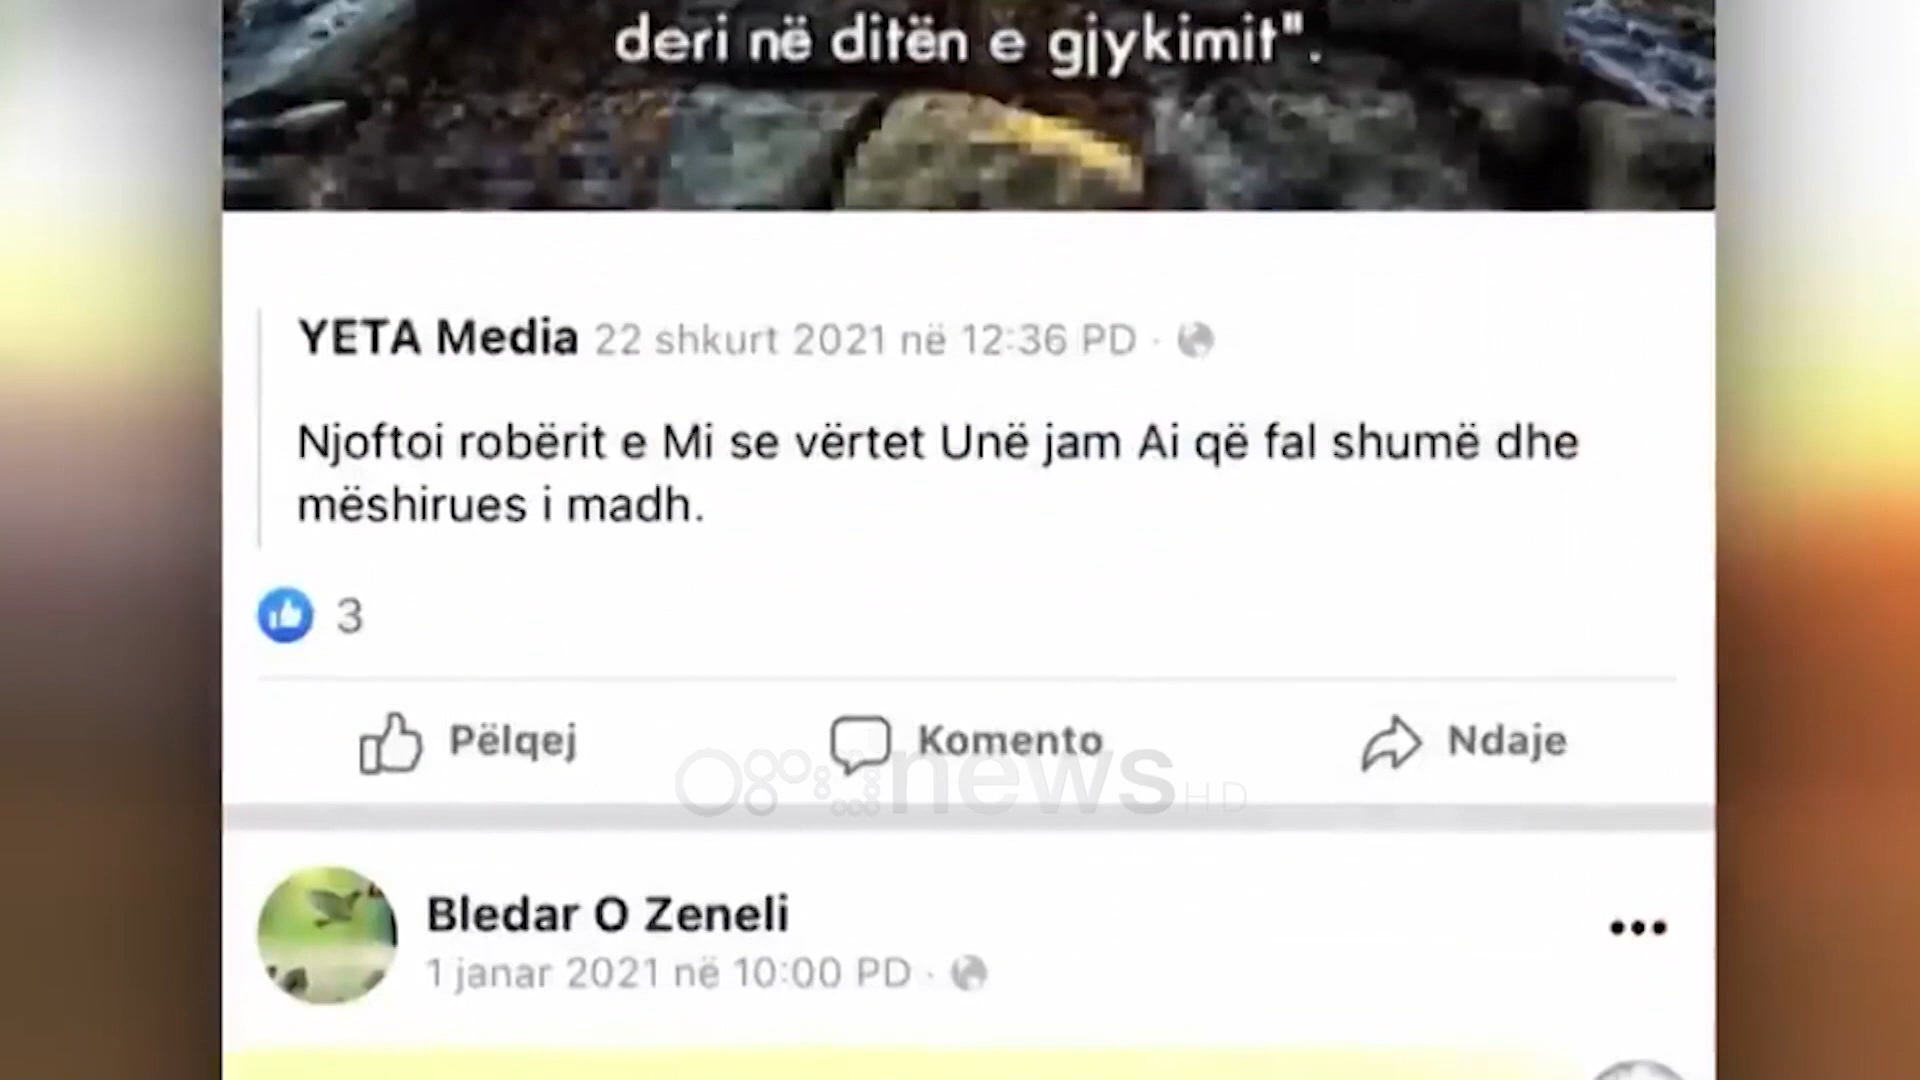 deri në ditën e gjykimit".
YETA Media 22 shkurt 2021 në 12:36 PD ·
Njoftoi robërit e Mi se vërtet Unë jam Ai që fal shumë dhe
mëshirues i madh.
3
Pëlqej Komento Ndaje
news HD
Bledar O Zeneli
1 janar 2021 në 10:00 PD ·